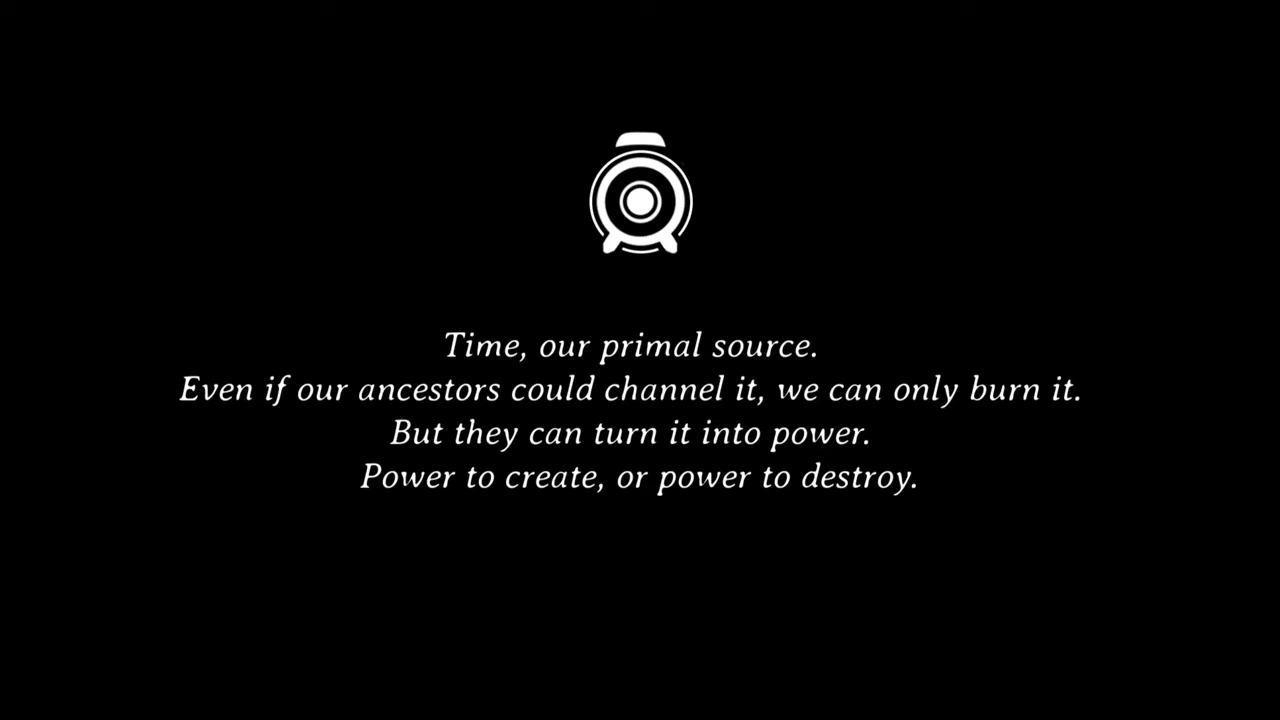 Time, our primal source.
Even if our ancestors could channel it, we can only burn it.
But they can turn it into power.
Power to create, or power to destroy.